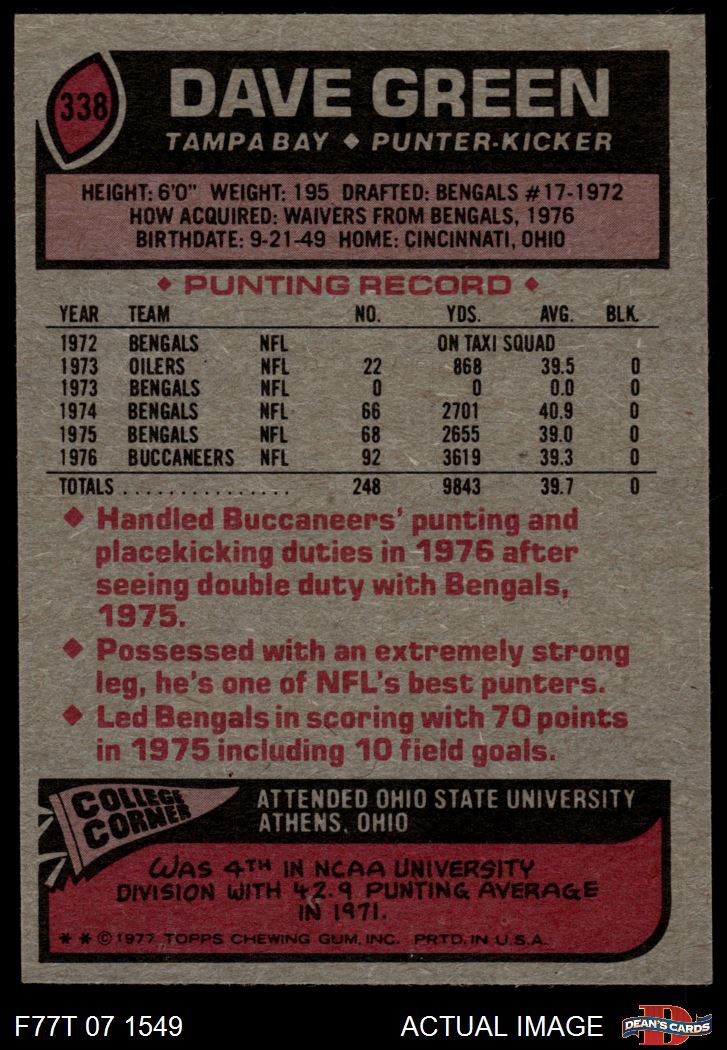 338
DAVE GREEN
TAMPA BAY ◆ PUNTER-KICKER
HEIGHT: 6'0" WEIGHT: 195 DRAFTED: BENGALS #17-1972
HOW ACQUIRED: WAIVERS FROM BENGALS, 1976
BIRTHDATE: 9-21-49 HOME: CINCINNATI, OHIO
◆ PUNTING RECORD ◆
YEAR TEAM NO. YDS. AVG. BLK.
1972 BENGALS NFL ON TAXI SQUAD
1973 OILERS NFL 22 868 39.5 0
1973 BENGALS NFL 0 0 0.0 0
1974 BENGALS NFL 66 2701 40.9 0
1975 BENGALS NFL 68 2655 39.0 0
1976 BUCCANEERS NFL 92 3619 39.3 0
TOTALS ................ 248 9843 39.7 0
◆ Handled Buccaneers' punting and
placekicking duties in 1976 after
seeing double duty with Bengals,
1975.
◆ Possessed with an extremely strong
leg, he's one of NFL's best punters.
◆ Led Bengals in scoring with 70 points
in 1975 including 10 field goals.
COLLEGE
CORNER
ATTENDED OHIO STATE UNIVERSITY
ATHENS, OHIO
WAS 4TH IN NCAA UNIVERSITY
DIVISION WITH 42.9 PUNTING AVERAGE
IN 1971.
* * © 1977 TOPPS CHEWING GUM, INC. PRTD. IN U.S.A.
F77T 07 1549 ACTUAL IMAGE
D
DEAN'S CARDS